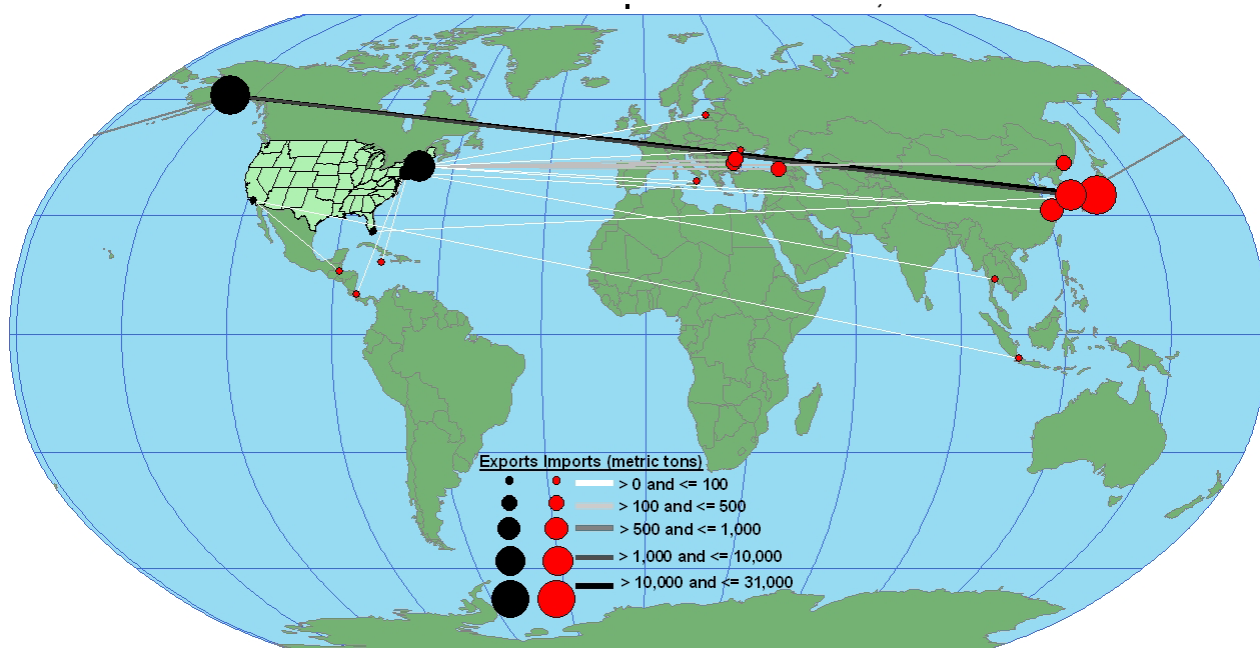 Exports Imports (metric tons)
> 0 and <= 100
> 100 and <= 500
> 500 and <= 1,000
> 1,000 and <= 10,000
> 10,000 and <= 31,000